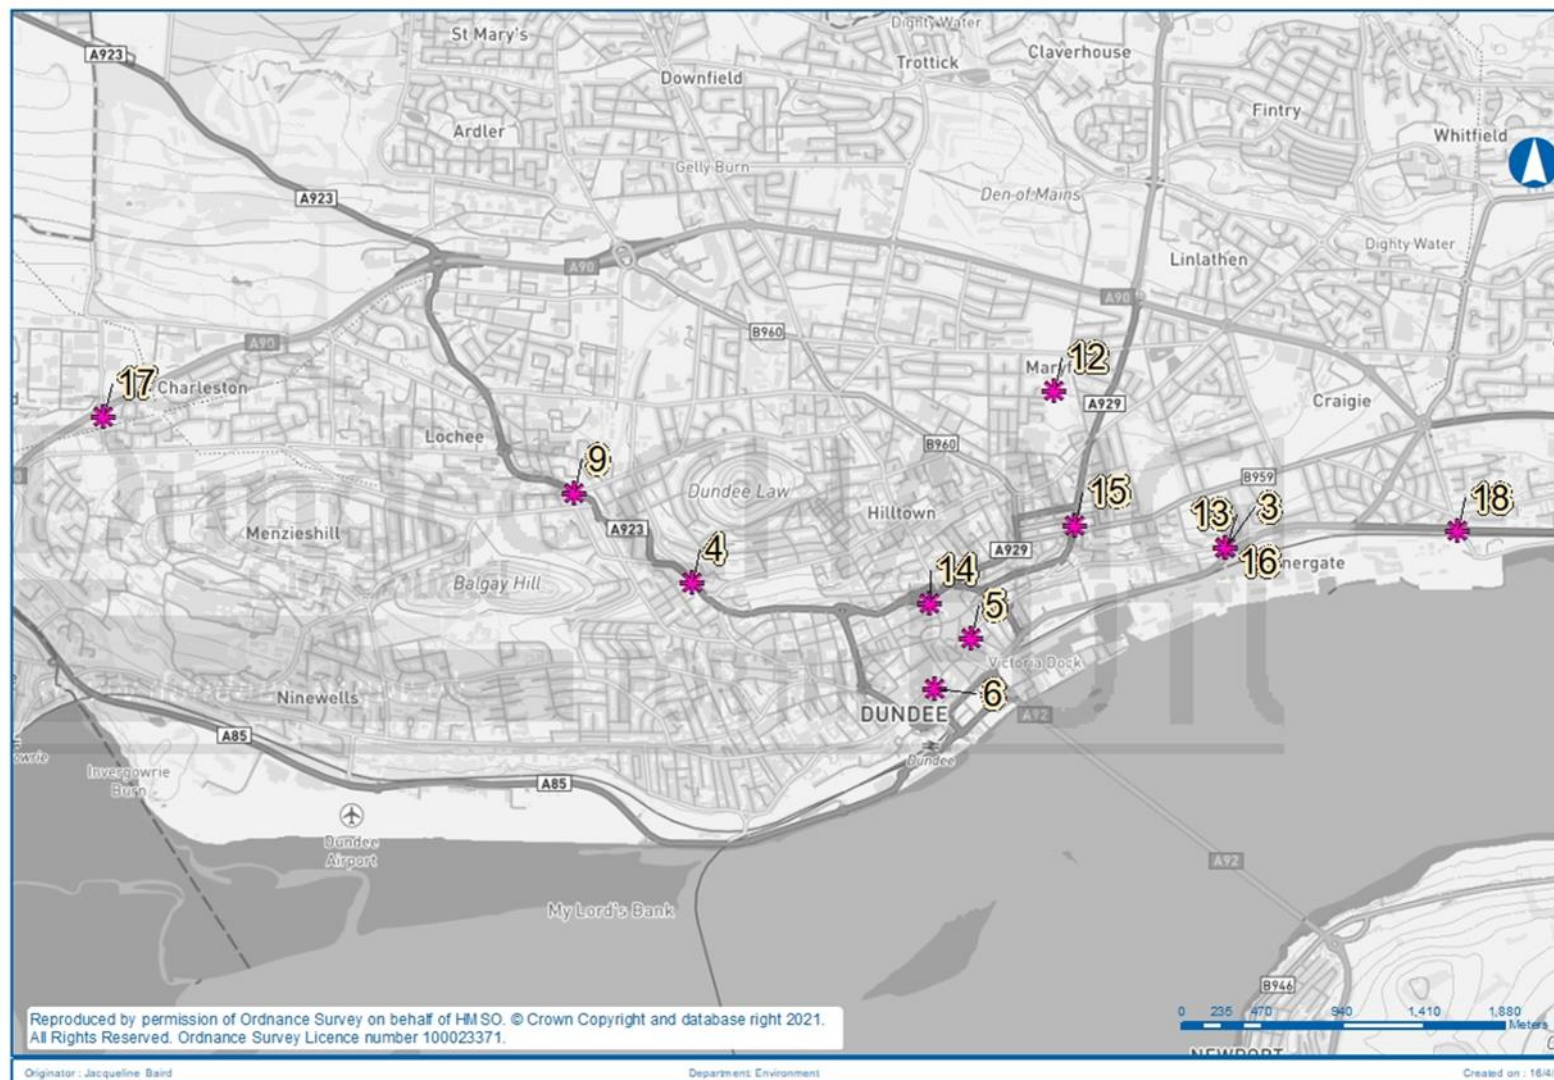 Dighty Water
St Mary's
Claverhouse
A923
Trottick
Downfield
Fintry
Ardler
Whitfield
Gelly Burn
Den of Mains
A923
Dighty Water
Linlathen
A90
A90
B960
A90
12
17
Charleston
A929
Craigie
Lochee
B960
9
B959
15
Dundee Law
Hilltown
13
3
18
Menzieshill
A923
4
A929
16
14
Balgay Hill
5
Victoria Dock
Ninewells
6
DUNDEE
A92
A85
Invergowrie
Burn
Dundee
A85
Dundee
Airport
A92
My Lord's Bank
B946
Reproduced by permission of Ordnance Survey on behalf of HMSO. © Crown Copyright and database right 2021.
All Rights Reserved. Ordnance Survey Licence number 100023371.
0 235 470 940 1,410 1,880
Meters
Originator : Jacqueline Baird
Department: Environment
Created on : 16/4/